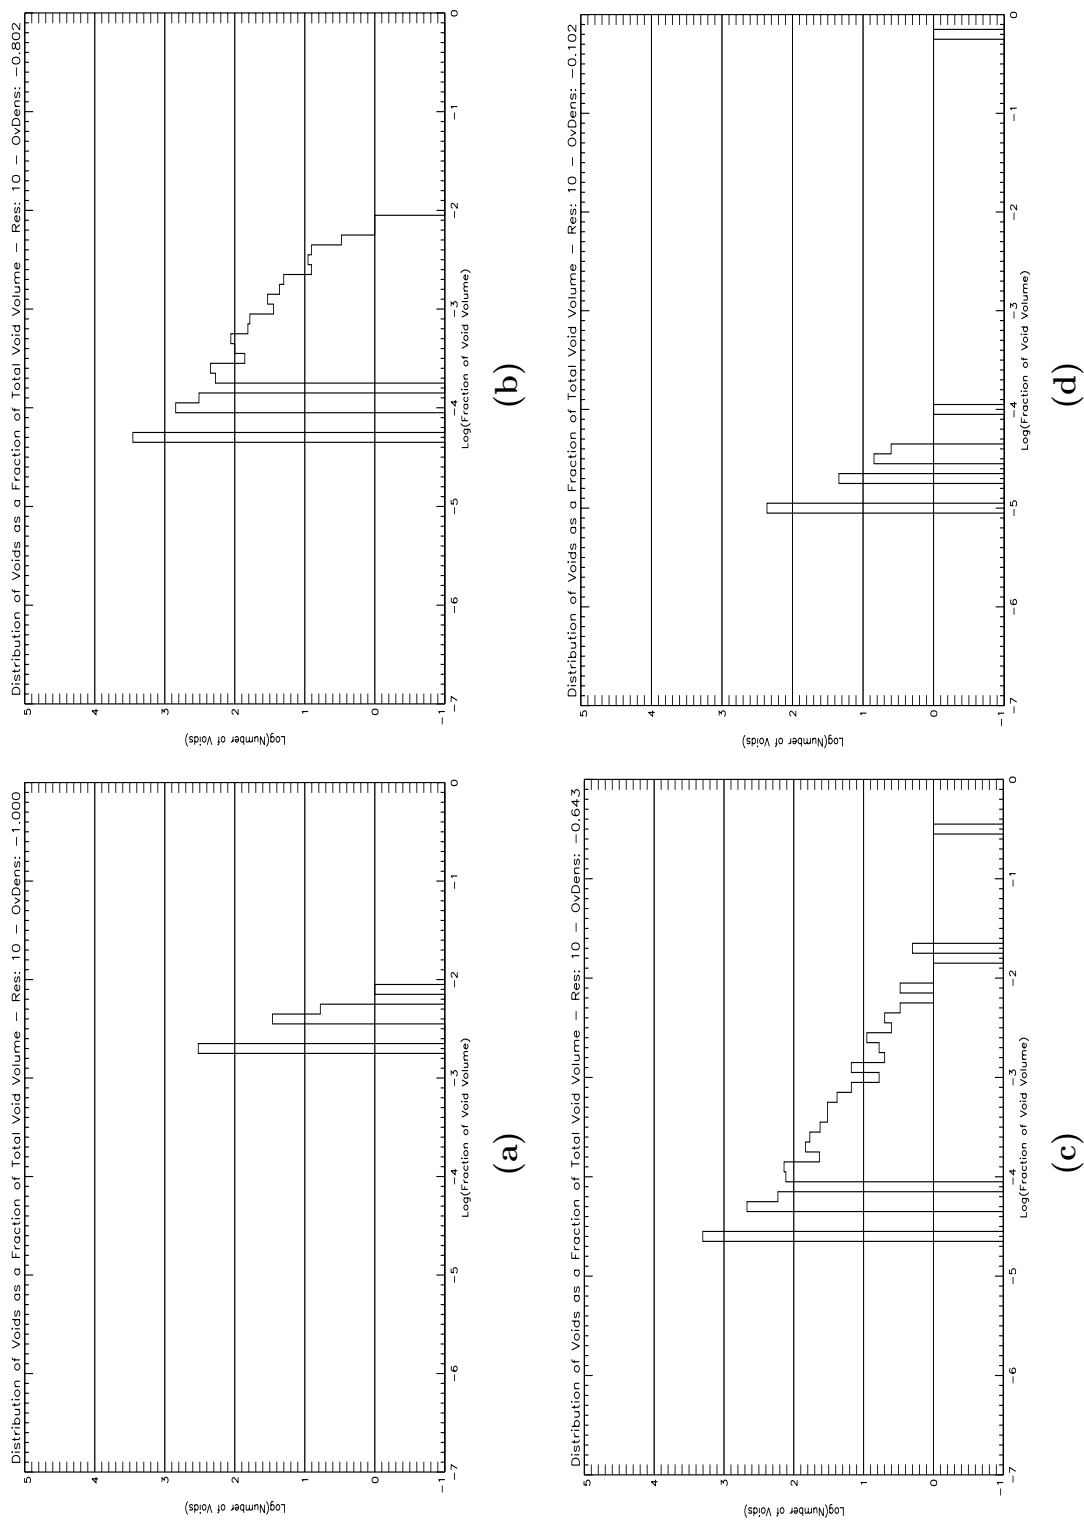 Distribution of Voids as a Fraction of Total Void Volume – Res: 10 – OvDens: –1.000
5
4
3
2
1
0
–1
Log(Number of Voids)
–7 –6 –5 –4 –3 –2 –1 0
Log(Fraction of Void Volume)
(a)
Distribution of Voids as a Fraction of Total Void Volume – Res: 10 – OvDens: –0.802
5
4
3
2
1
0
–1
Log(Number of Voids)
–7 –6 –5 –4 –3 –2 –1 0
Log(Fraction of Void Volume)
(b)
Distribution of Voids as a Fraction of Total Void Volume – Res: 10 – OvDens: –0.643
5
4
3
2
1
0
–1
Log(Number of Voids)
–7 –6 –5 –4 –3 –2 –1 0
Log(Fraction of Void Volume)
(c)
Distribution of Voids as a Fraction of Total Void Volume – Res: 10 – OvDens: –0.102
5
4
3
2
1
0
–1
Log(Number of Voids)
–7 –6 –5 –4 –3 –2 –1 0
Log(Fraction of Void Volume)
(d)